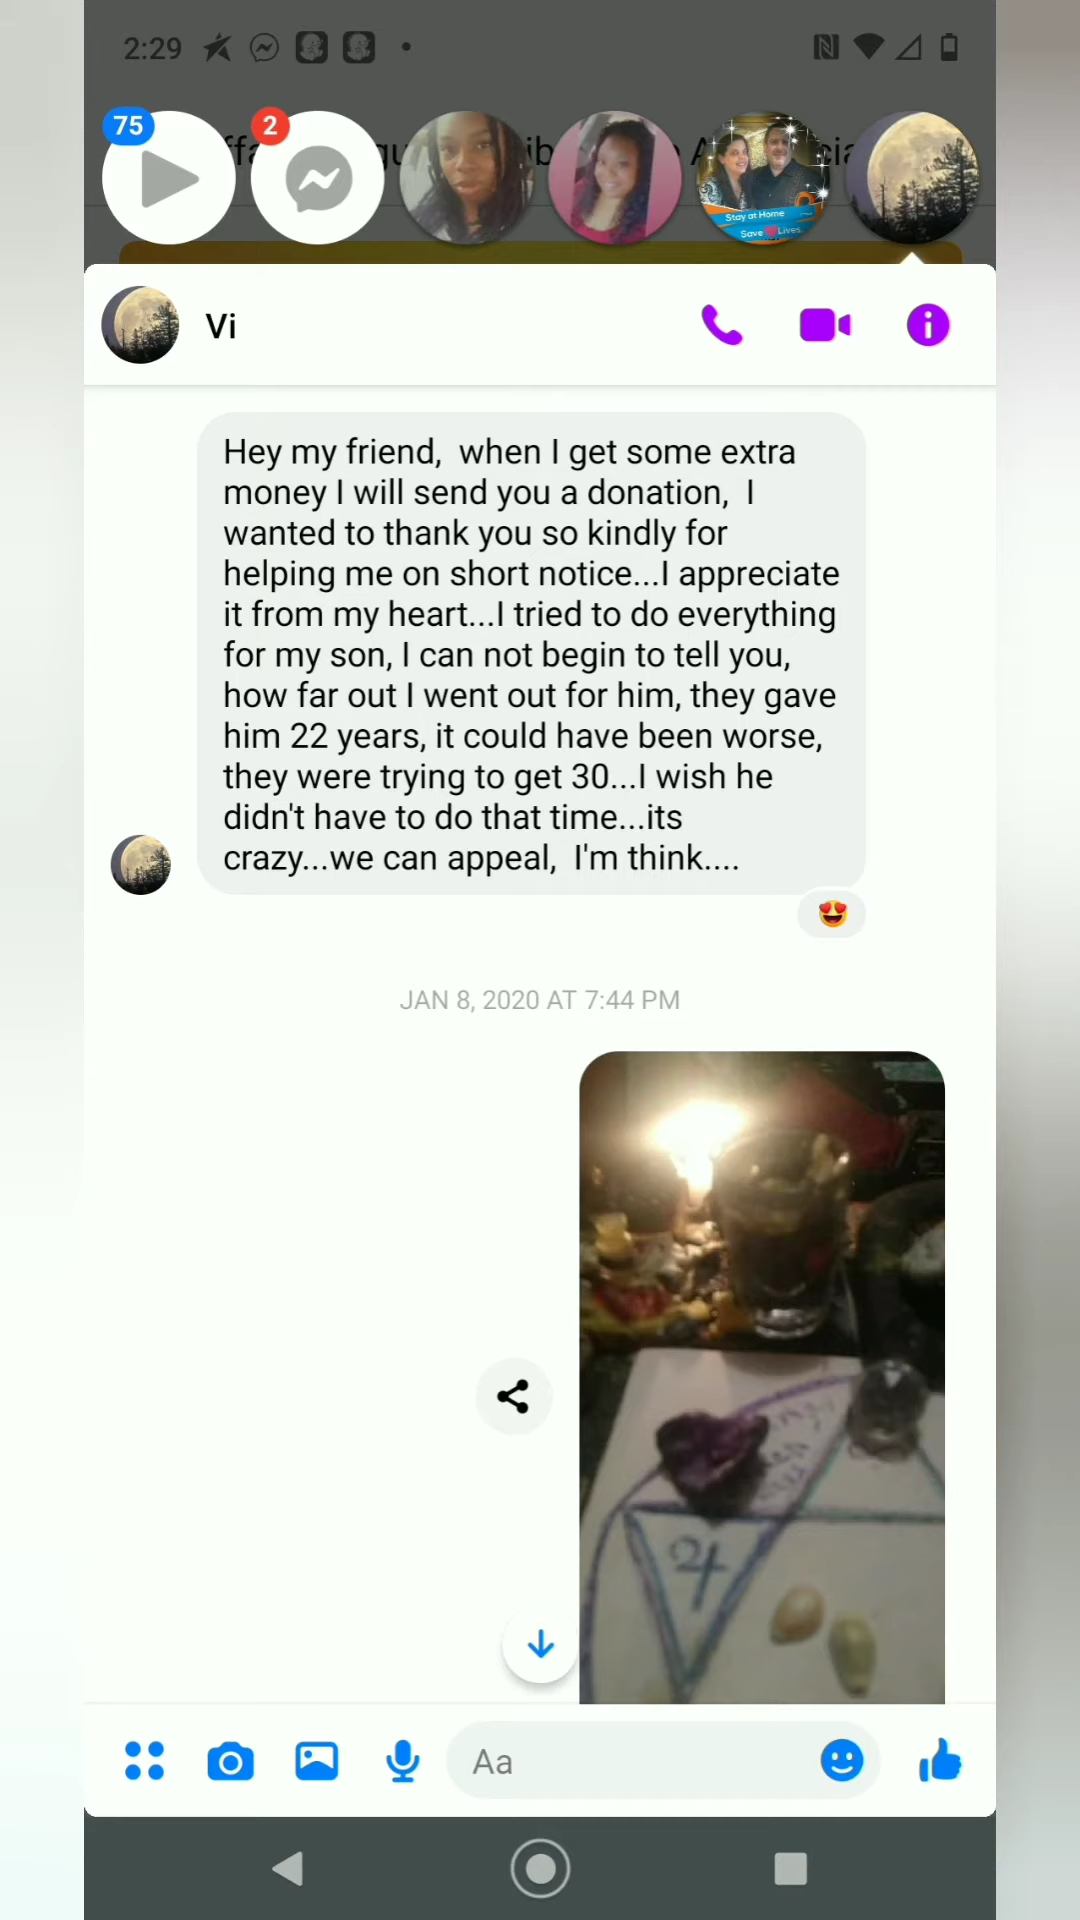 2:29
75
2
Stay at Home
Save Lives.
Vi
Hey my friend,  when I get some extra
money I will send you a donation,  I
wanted to thank you so kindly for
helping me on short notice...I appreciate
it from my heart...I tried to do everything
for my son, I can not begin to tell you,
how far out I went out for him, they gave
him 22 years, it could have been worse,
they were trying to get 30...I wish he
didn't have to do that time...its
crazy...we can appeal,  I'm think....
JAN 8, 2020 AT 7:44 PM
Aa